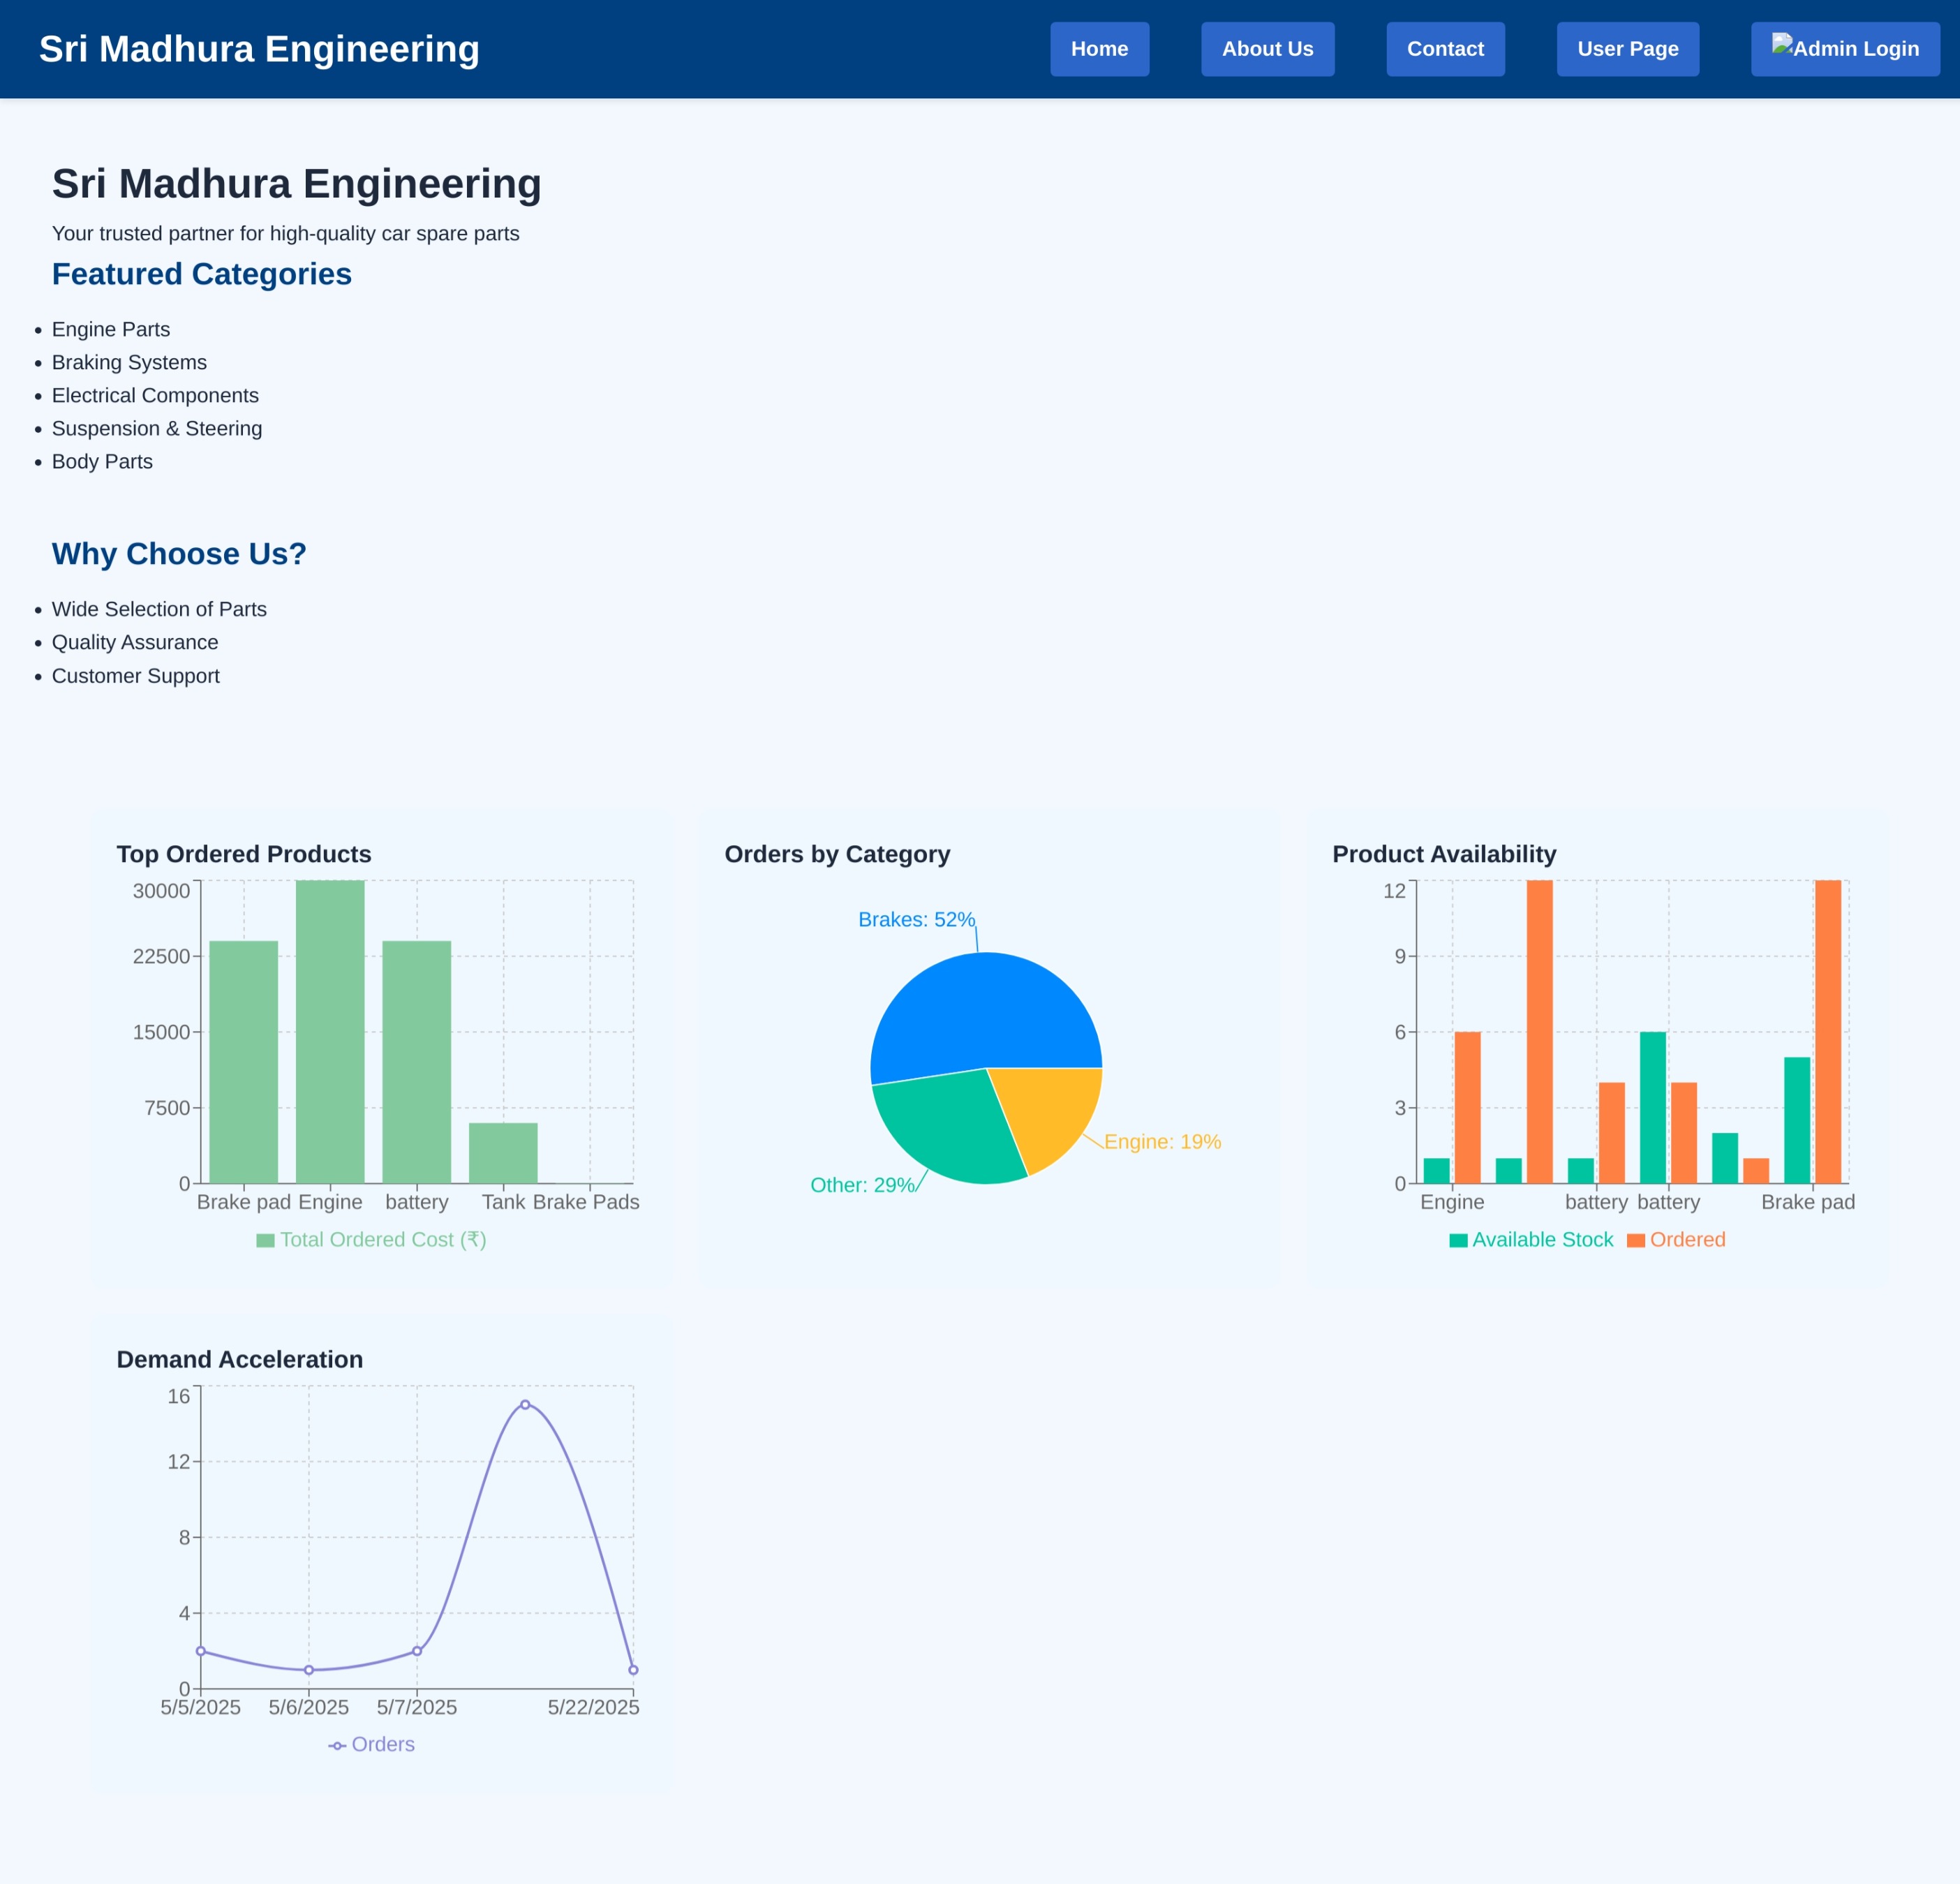 Sri Madhura Engineering
Home
About Us
Contact
User Page
Admin Login
Sri Madhura Engineering
Your trusted partner for high-quality car spare parts
Featured Categories
Engine Parts
Braking Systems
Electrical Components
Suspension & Steering
Body Parts
Why Choose Us?
Wide Selection of Parts
Quality Assurance
Customer Support
Top Ordered Products
30000
22500
15000
7500
0
Brake pad Engine battery Tank Brake Pads
Total Ordered Cost (₹)
Orders by Category
Brakes: 52%
Engine: 19%
Other: 29%
Product Availability
12
9
6
3
0
Engine battery battery Brake pad
Available Stock Ordered
Demand Acceleration
16
12
8
4
0
5/5/2025 5/6/2025 5/7/2025 5/22/2025
Orders